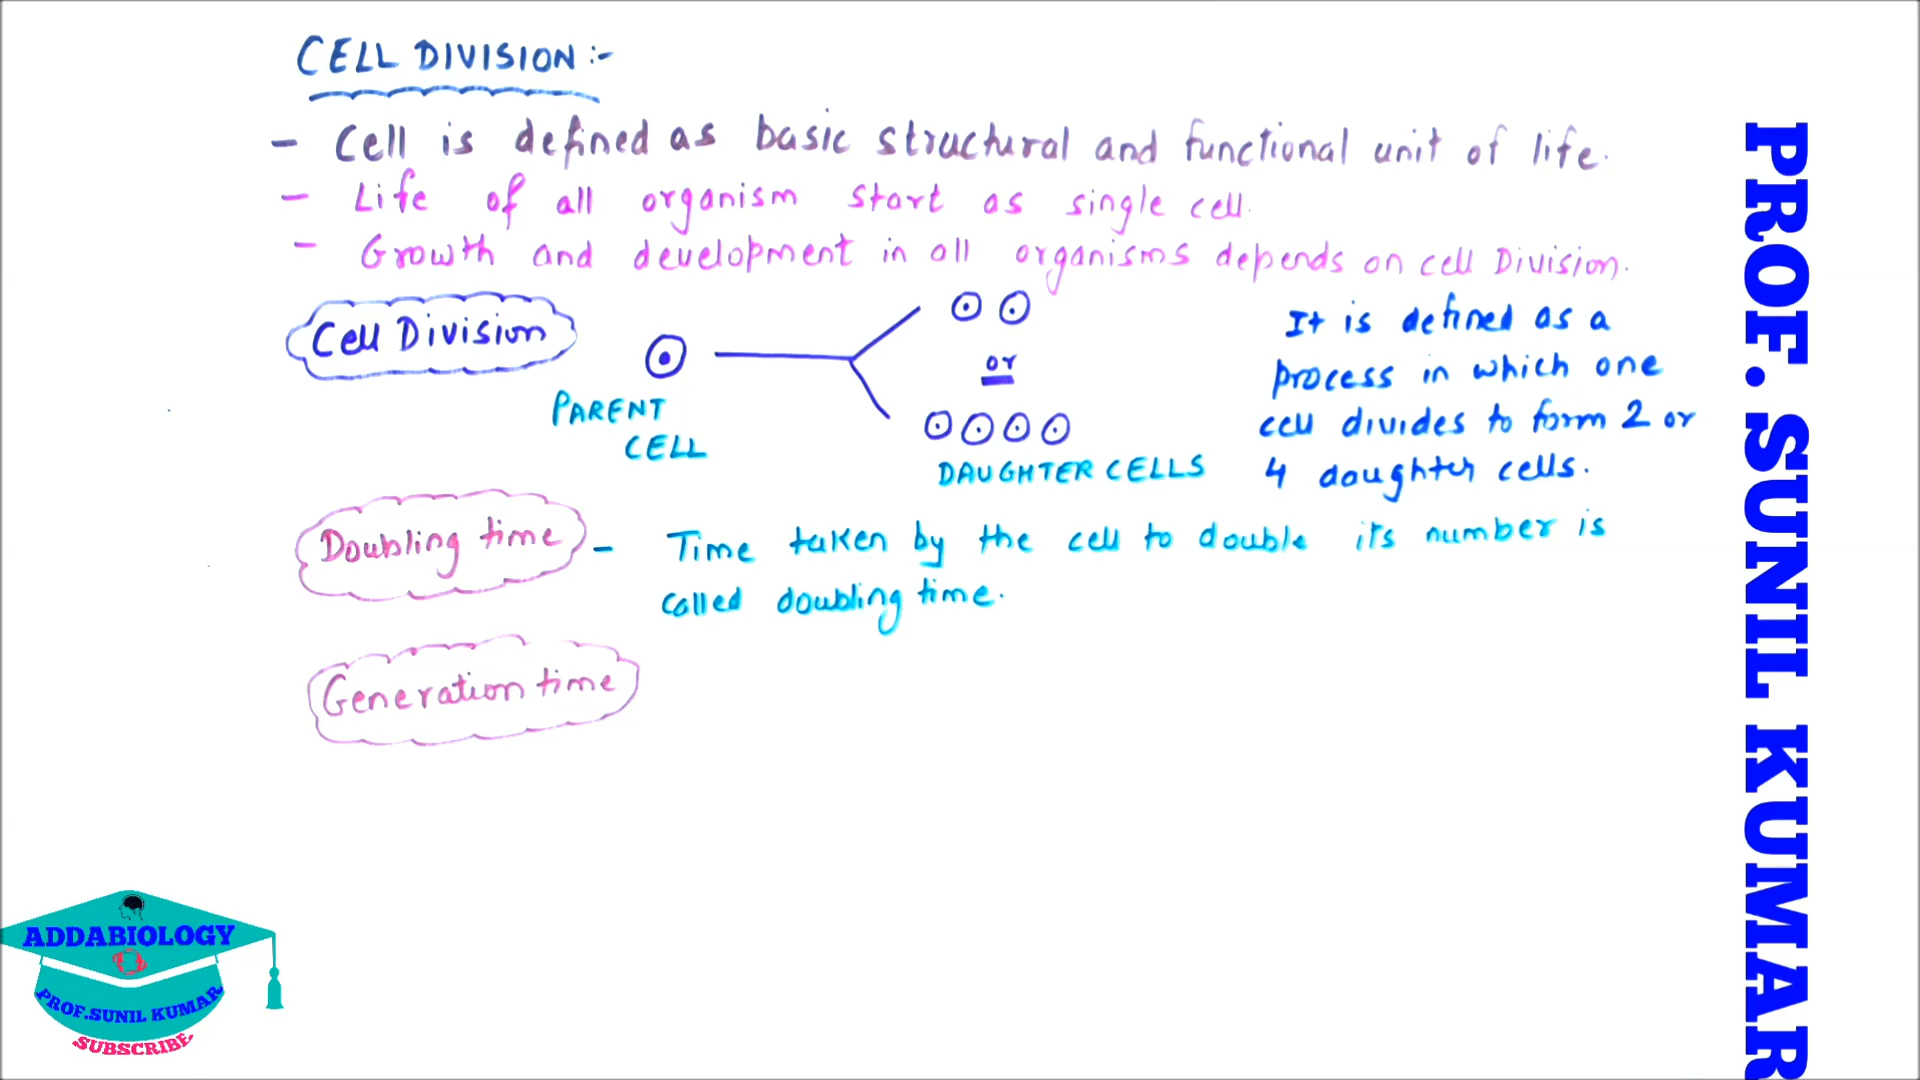 CELL DIVISION :-
- Cell is defined as basic structural and functional unit of life.
- Life of all organism start as single cell.
- Growth and development in all organisms depends on cell Division.
Cell Division
or
PARENT
CELL
DAUGHTER CELLS
It is defined as a
process in which one
cell divides to form 2 or
4 daughter cells.
Doubling time - Time taken by the cell to double its number is
called doubling time.
Generation time
PROF. SUNIL KUMAR
ADDABIOLOGY
PROF.SUNIL KUMAR
.SUBSCRIBE.